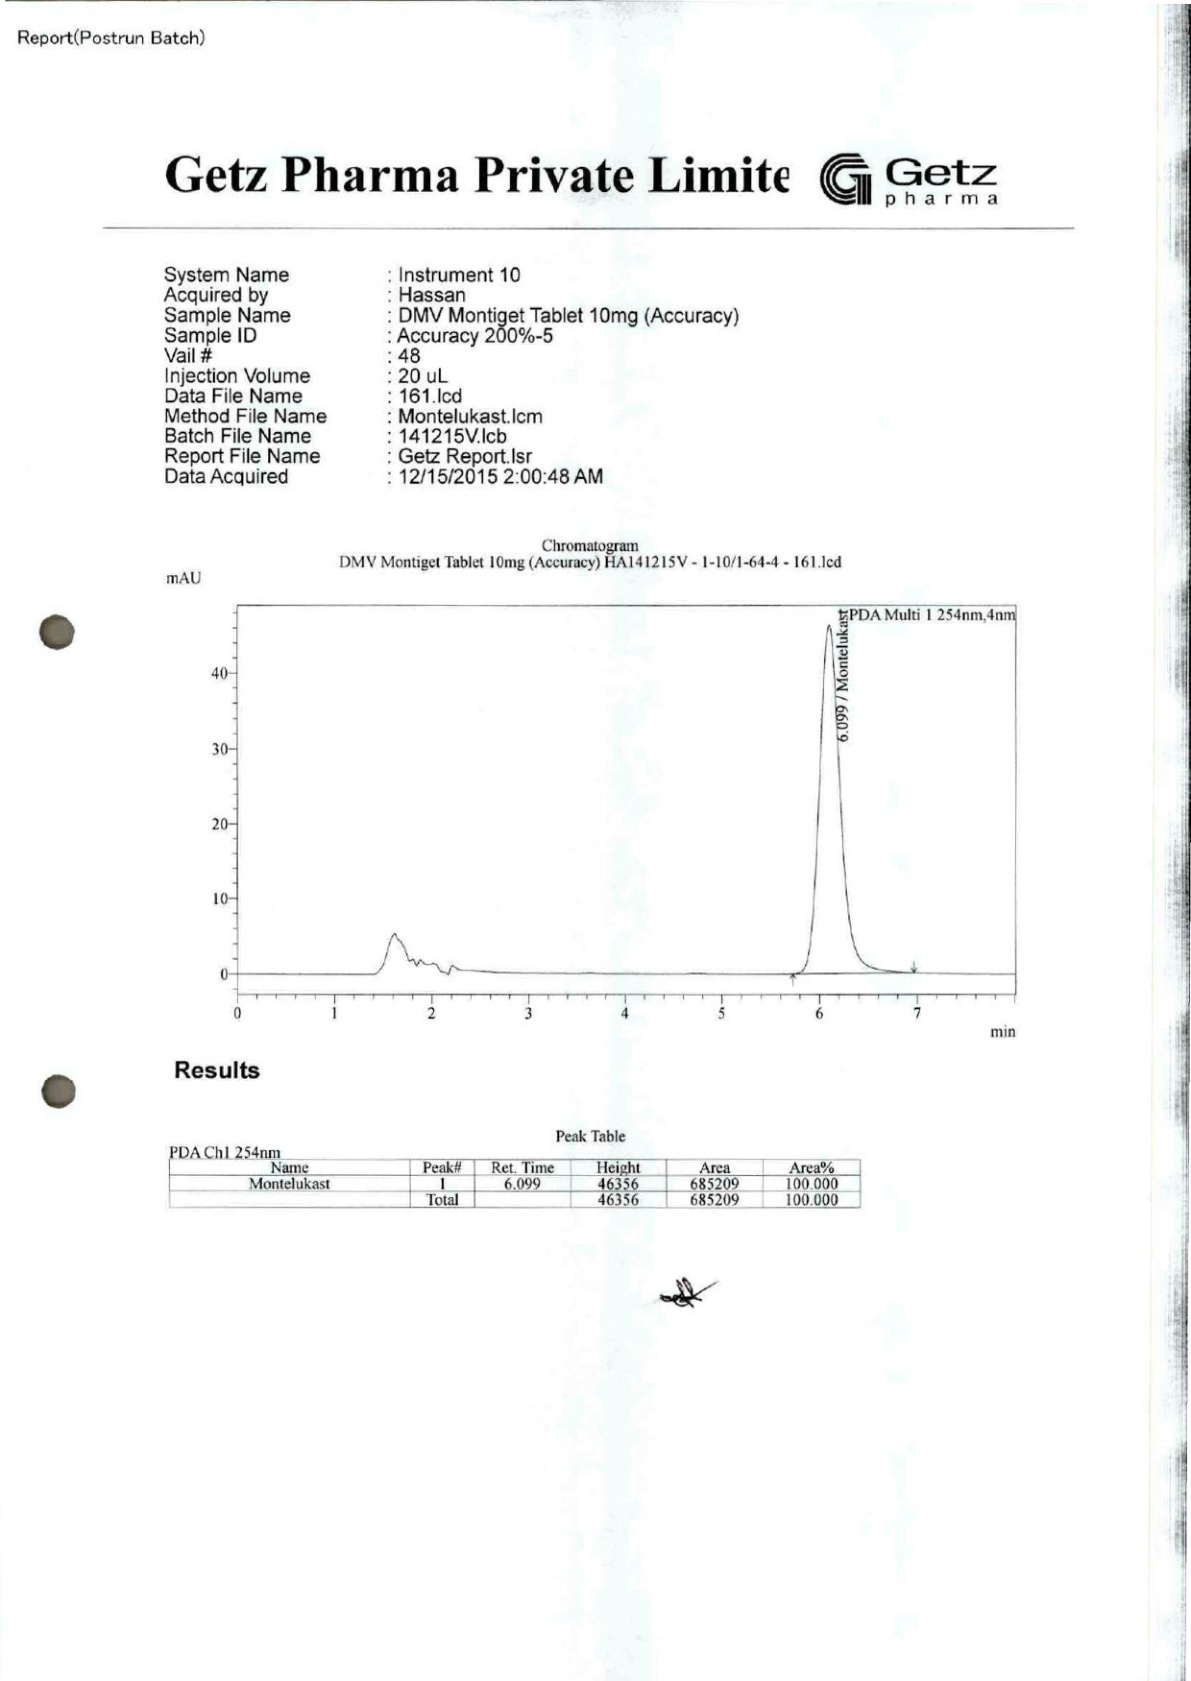 Report(Postrun Batch)
Getz Pharma Private Limite
Getz
pharma
System Name : Instrument 10
Acquired by : Hassan
Sample Name : DMV Montiget Tablet 10mg (Accuracy)
Sample ID : Accuracy 200%-5
Vail # : 48
Injection Volume : 20 uL
Data File Name : 161.lcd
Method File Name : Montelukast.lcm
Batch File Name : 141215V.lcb
Report File Name : Getz Report.lsr
Data Acquired : 12/15/2015 2:00:48 AM
Chromatogram
DMV Montiget Tablet 10mg (Accuracy) HA141215V - 1-10/1-64-4 - 161.lcd
mAU
PDA Multi 1 254nm,4nm
6.099 / Montelukast
40
30
20
10
0
0 1 2 3 4 5 6 7
min
Results
Peak Table
PDA Ch1 254nm
Name Peak# Ret. Time Height Area Area%
Montelukast 1 6.099 46356 685209 100.000
Total 46356 685209 100.000